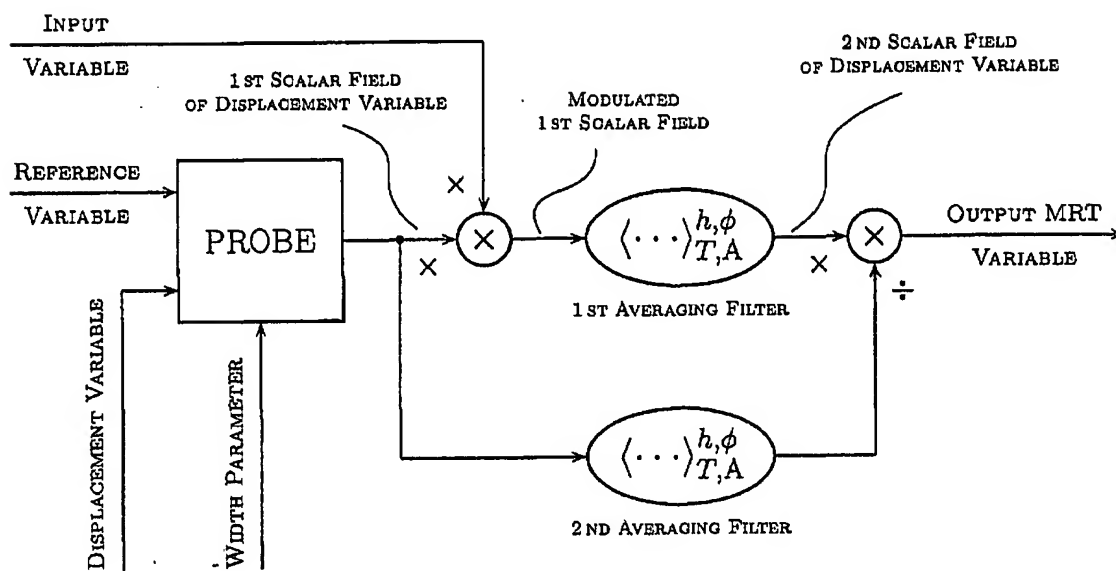 INPUT
VARIABLE
1ST SCALAR FIELD
OF DISPLACEMENT VARIABLE
MODULATED
1ST SCALAR FIELD
2ND SCALAR FIELD
OF DISPLACEMENT VARIABLE
REFERENCE
VARIABLE
PROBE
×
×
×
⟨···⟩ h,ϕ T,A
1ST AVERAGING FILTER
×
×
÷
OUTPUT MRT
VARIABLE
DISPLACEMENT VARIABLE
WIDTH PARAMETER
⟨···⟩ h,ϕ T,A
2ND AVERAGING FILTER